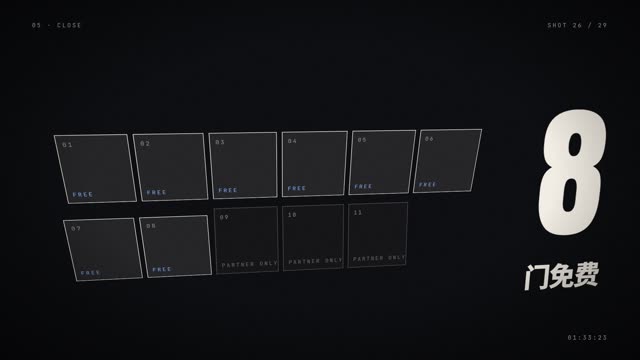 05 · CLOSE
SHOT 26 / 29
01
02
03
04
05
06
FREE
FREE
FREE
FREE
FREE
FREE
07
08
09
10
11
FREE
FREE
PARTNER ONLY
PARTNER ONLY
PARTNER ONLY
8
门免费
01:33:23